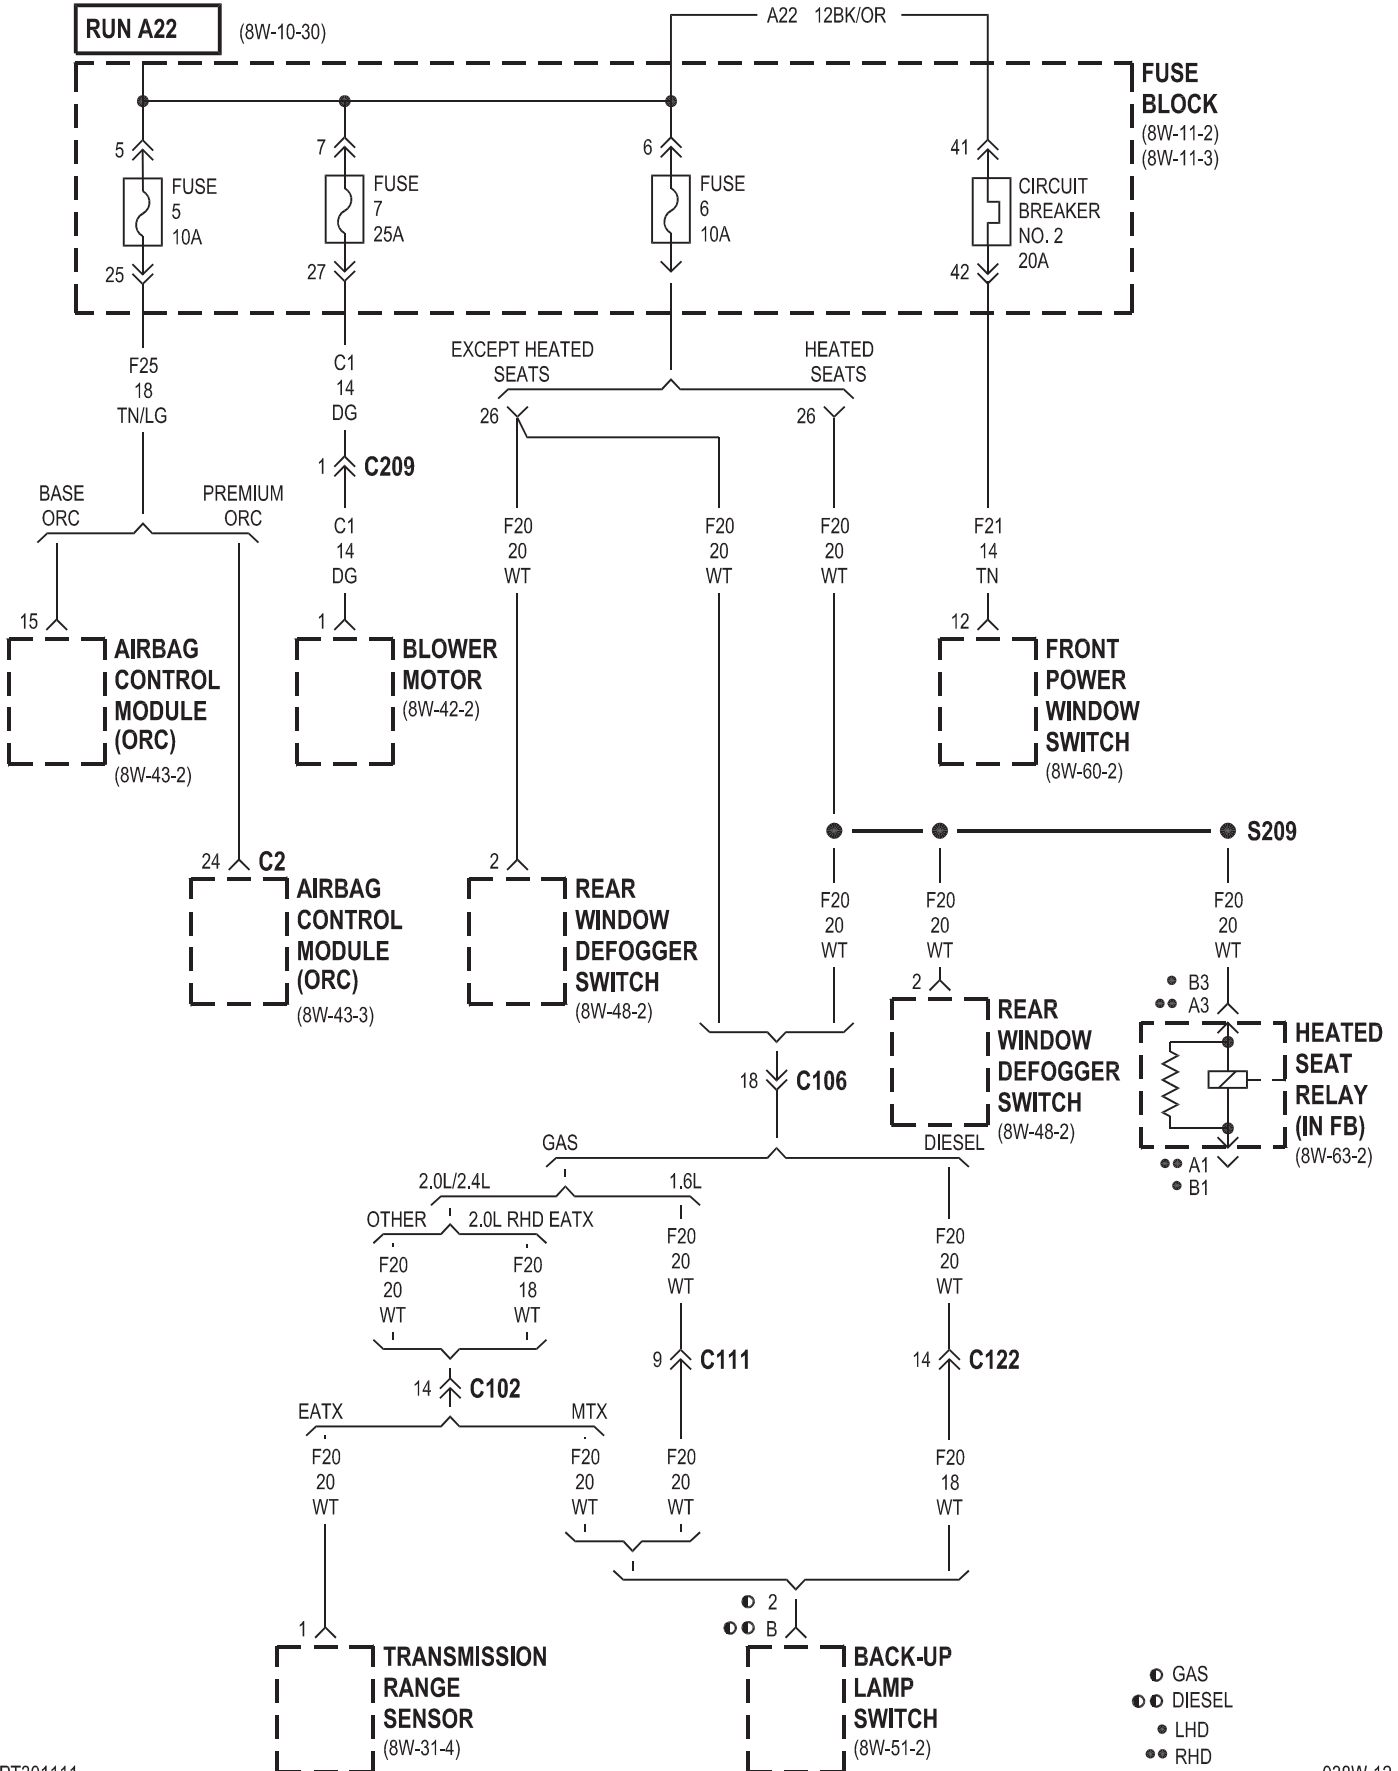 A22 12BK/OR
RUN A22
(8W-10-30)
FUSE
BLOCK
(8W-11-2)
(8W-11-3)
5
FUSE
5
10A
25
7
FUSE
7
25A
27
6
FUSE
6
10A
41
CIRCUIT
BREAKER
NO. 2
20A
42
F25
18
TN/LG
C1
14
DG
EXCEPT HEATED
SEATS
HEATED
SEATS
26
26
1
C209
BASE
ORC
PREMIUM
ORC
C1
14
DG
F20
20
WT
F20
20
WT
F20
20
WT
F21
14
TN
15
AIRBAG
CONTROL
MODULE
(ORC)
(8W-43-2)
1
BLOWER
MOTOR
(8W-42-2)
12
FRONT
POWER
WINDOW
SWITCH
(8W-60-2)
S209
24
C2
AIRBAG
CONTROL
MODULE
(ORC)
(8W-43-3)
2
REAR
WINDOW
DEFOGGER
SWITCH
(8W-48-2)
F20
20
WT
F20
20
WT
F20
20
WT
2
REAR
WINDOW
DEFOGGER
SWITCH
(8W-48-2)
B3
A3
HEATED
SEAT
RELAY
(IN FB)
(8W-63-2)
A1
B1
18
C106
GAS
DIESEL
2.0L/2.4L
1.6L
OTHER
2.0L RHD EATX
F20
20
WT
F20
18
WT
F20
20
WT
F20
20
WT
9
C111
14
C122
14
C102
EATX
MTX
F20
20
WT
F20
20
WT
F20
20
WT
F20
18
WT
1
TRANSMISSION
RANGE
SENSOR
(8W-31-4)
2
B
BACK-UP
LAMP
SWITCH
(8W-51-2)
GAS
DIESEL
LHD
RHD